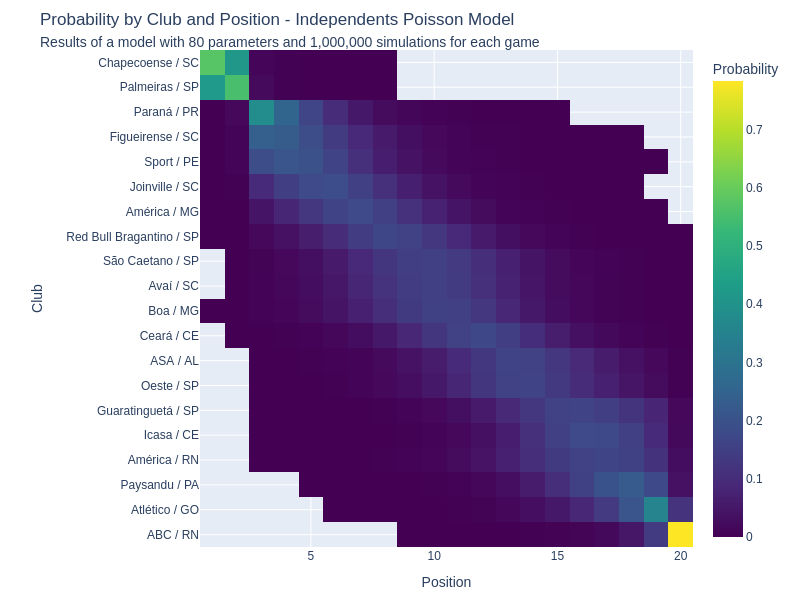 Probability by Club and Position - Independents Poisson Model
Results of a model with 80 parameters and 1,000,000 simulations for each game
Probability
Chapecoense / SC
Palmeiras / SP
Paraná / PR
Figueirense / SC
Sport / PE
Joinville / SC
América / MG
Red Bull Bragantino / SP
São Caetano / SP
Avaí / SC
Boa / MG
Ceará / CE
ASA / AL
Oeste / SP
Guaratinguetá / SP
Icasa / CE
América / RN
Paysandu / PA
Atlético / GO
ABC / RN
Club
0.7
0.6
0.5
0.4
0.3
0.2
0.1
0
5
10
15
20
Position